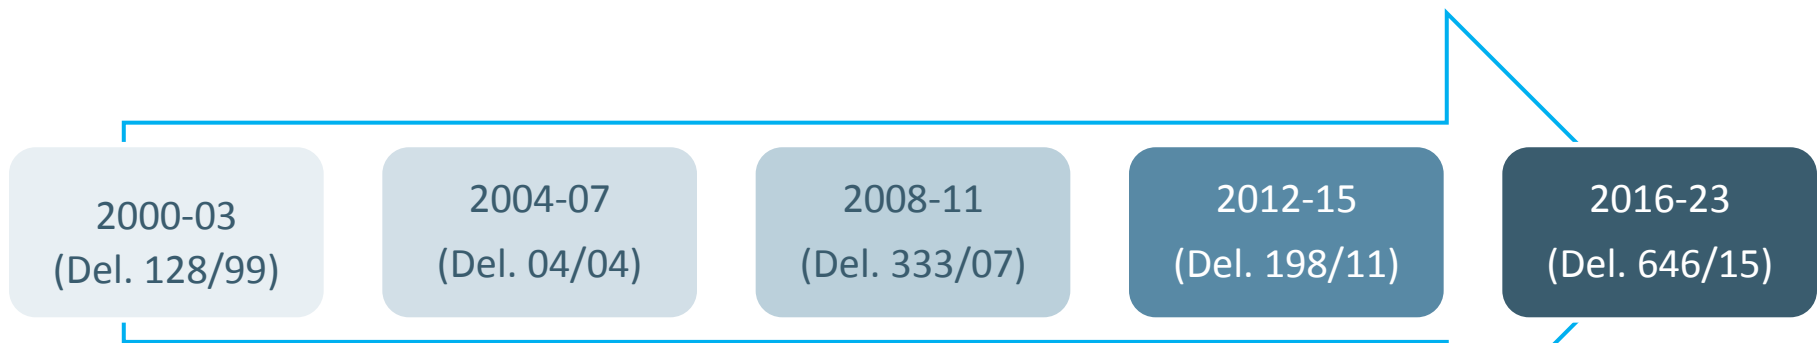 2000-03
(Del. 128/99)
2004-07
(Del. 04/04)
2008-11
(Del. 333/07)
2012-15
(Del. 198/11)
2016-23
(Del. 646/15)